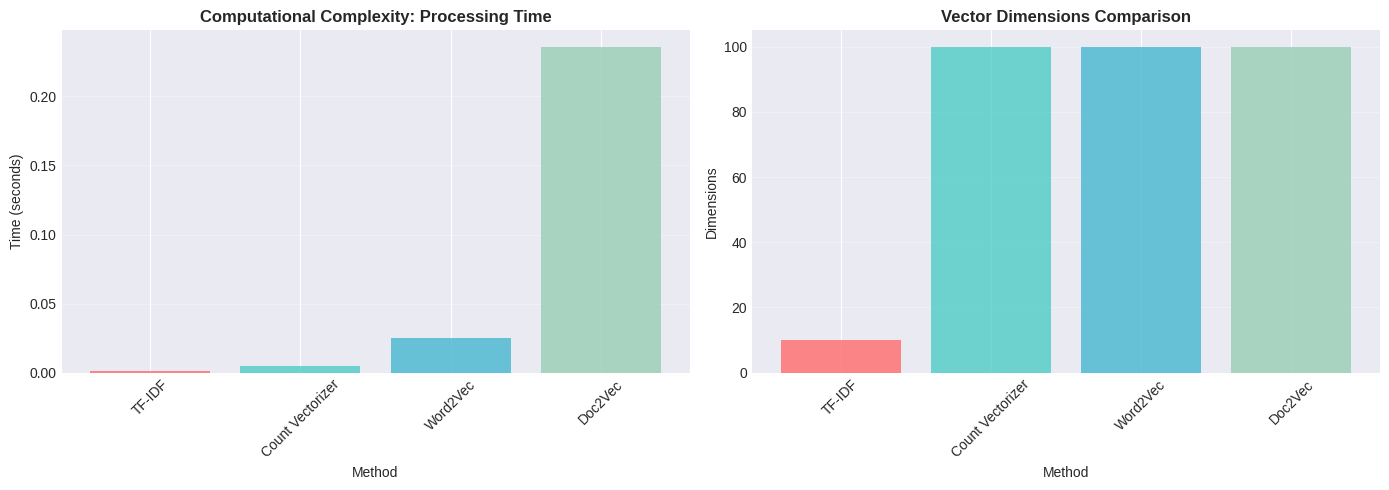 Computational Complexity: Processing Time
Time (seconds)
0.20
0.15
0.10
0.05
0.00
TF-IDF
Count Vectorizer
Word2Vec
Doc2Vec
Method
Vector Dimensions Comparison
Dimensions
100
80
60
40
20
0
TF-IDF
Count Vectorizer
Word2Vec
Doc2Vec
Method